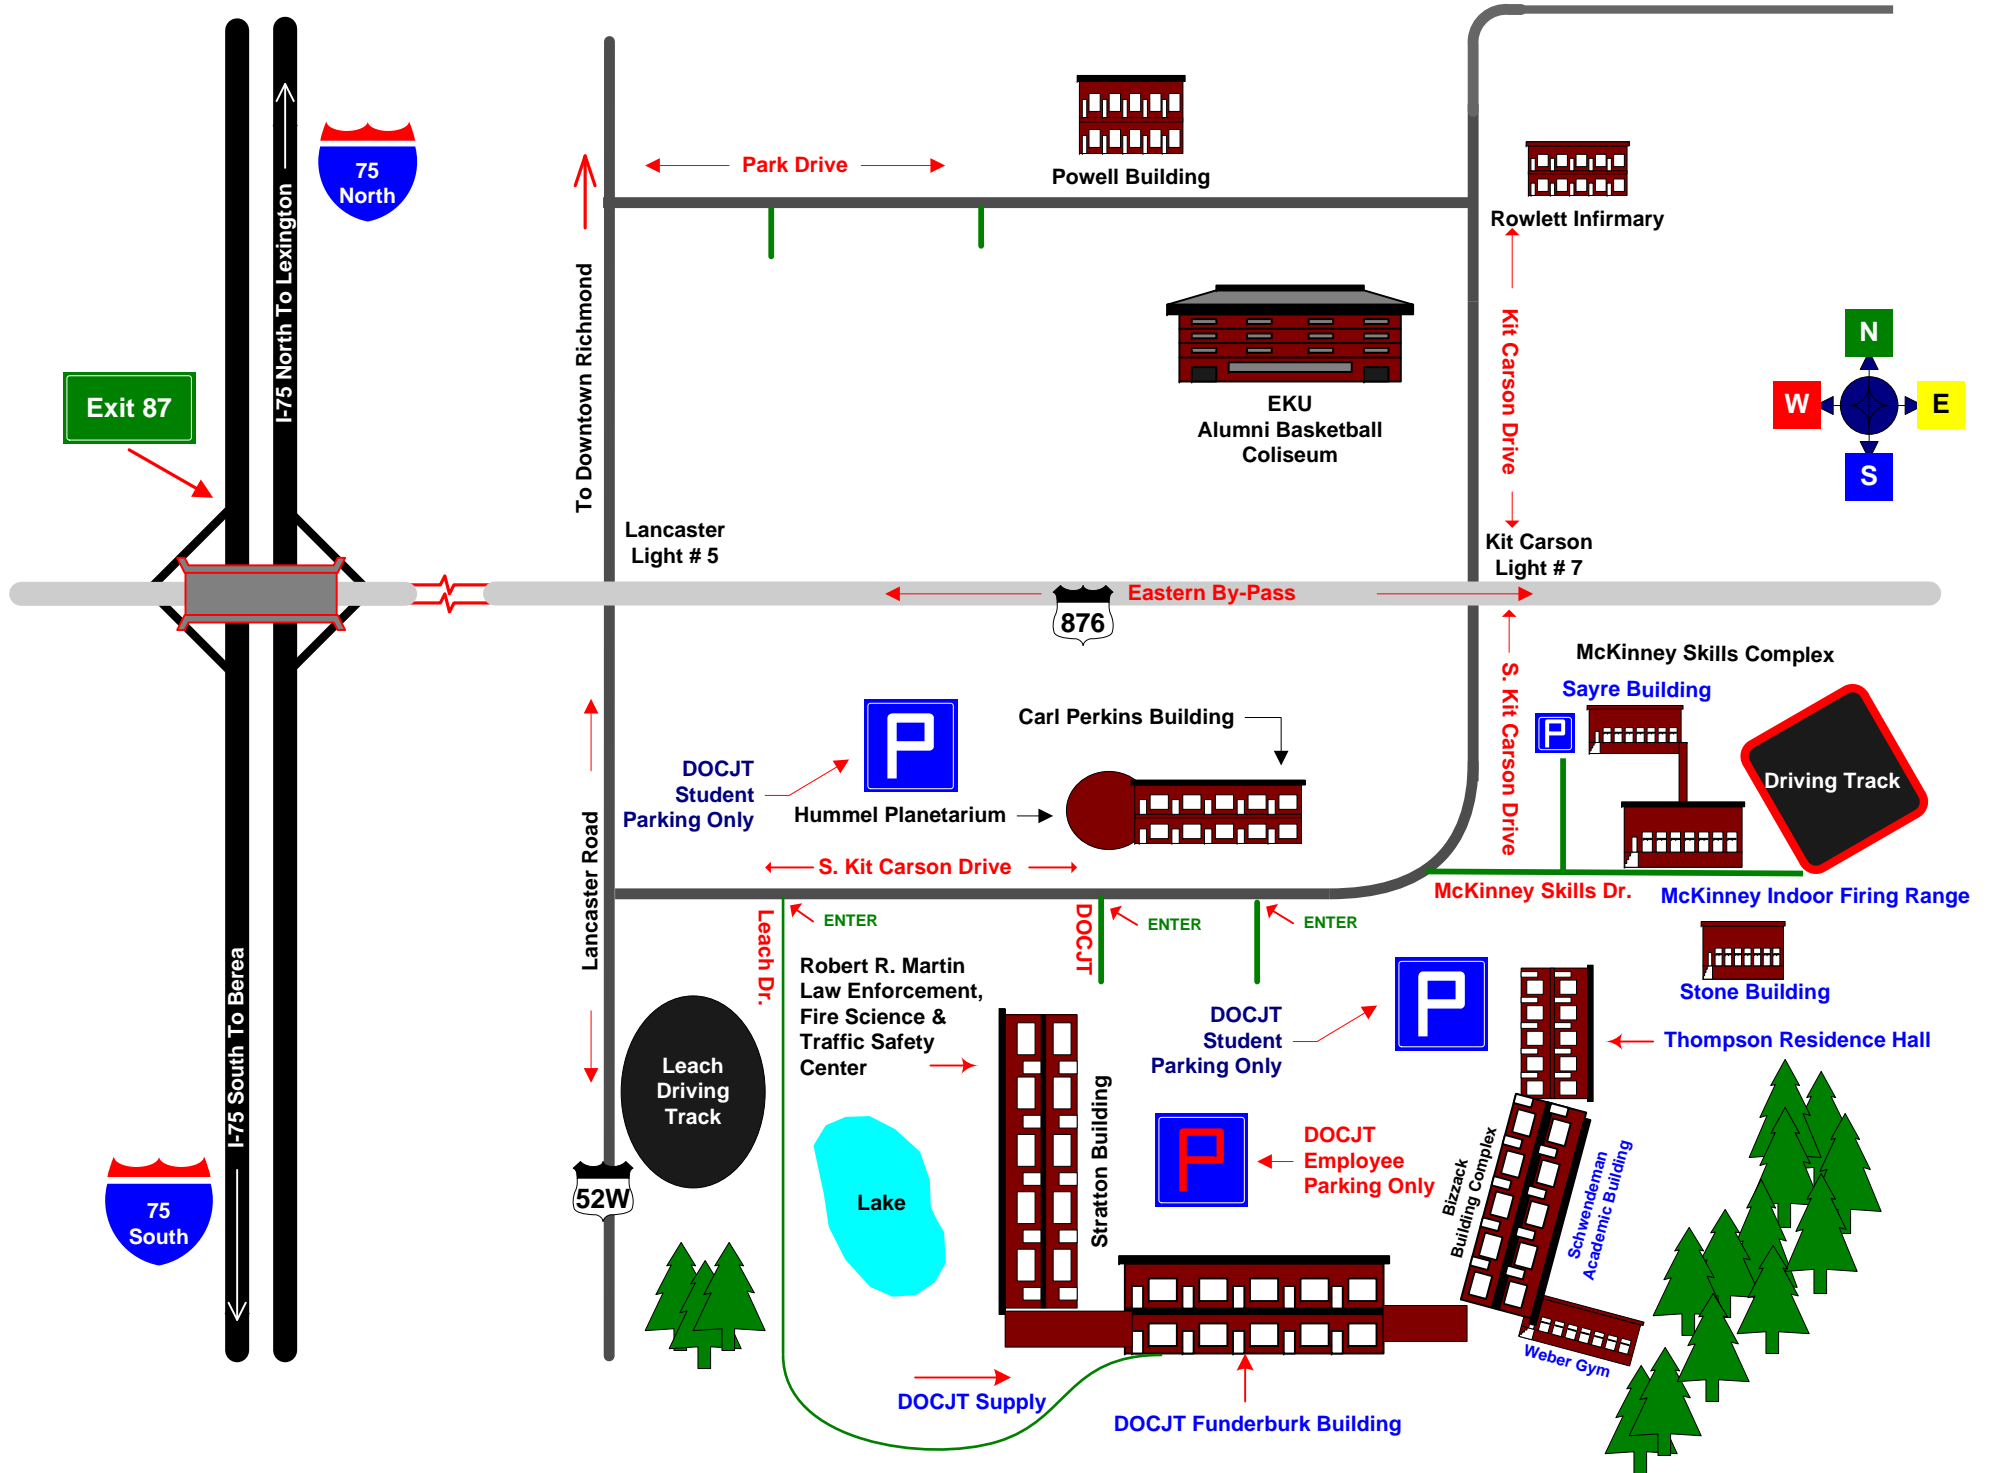 75
North
I-75 North To Lexington
Exit 87
Park Drive
Powell Building
Rowlett Infirmary
To Downtown Richmond
EKU
Alumni Basketball
Coliseum
Kit Carson Drive
N
W
E
S
Lancaster
Light # 5
Kit Carson
Light # 7
Eastern By-Pass
876
McKinney Skills Complex
Sayre Building
P
S. Kit Carson Drive
Driving Track
Carl Perkins Building
P
DOCJT
Student
Parking Only
Hummel Planetarium
Lancaster Road
S. Kit Carson Drive
McKinney Skills Dr.
McKinney Indoor Firing Range
Leach Dr.
ENTER
DOCJT
ENTER
ENTER
Stone Building
Robert R. Martin
Law Enforcement,
Fire Science &
Traffic Safety
Center
P
DOCJT
Student
Parking Only
Thompson Residence Hall
Leach
Driving
Track
Stratton Building
P
DOCJT
Employee
Parking Only
Bizzack
Building Complex
Schwendeman
Academic Building
I-75 South To Berea
75
South
52W
Lake
Weber Gym
DOCJT Supply
DOCJT Funderburk Building